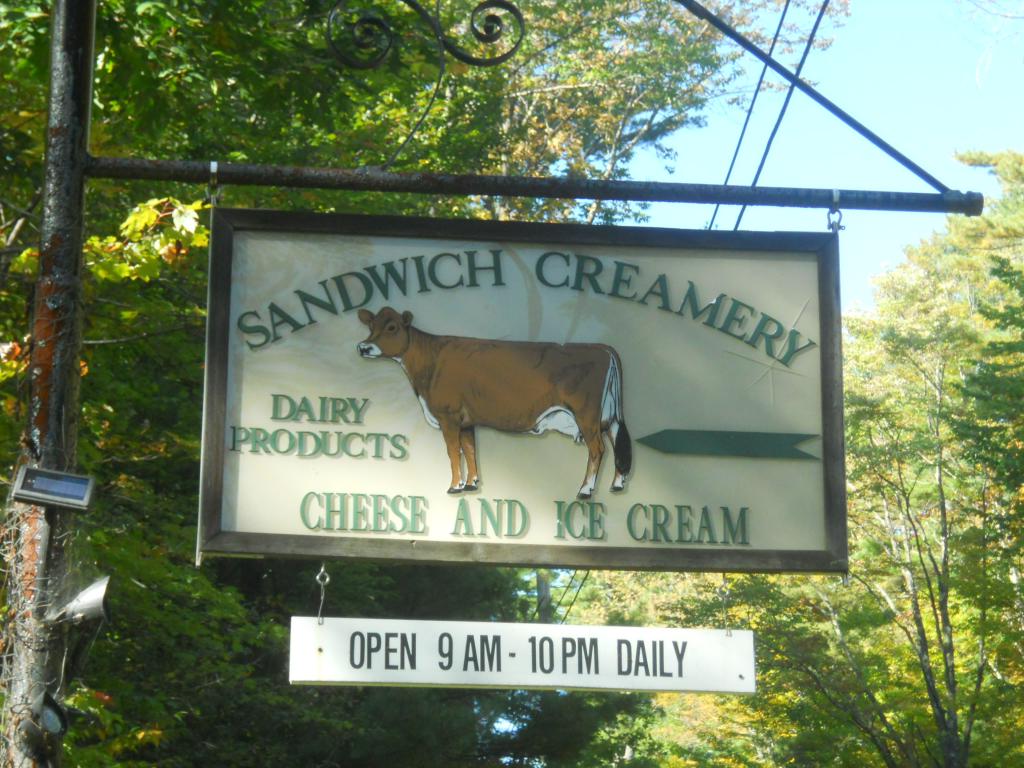 SANDWICH CREAMERY
DAIRY
PRODUCTS
CHEESE AND ICE CREAM
OPEN 9 AM - 10 PM DAILY